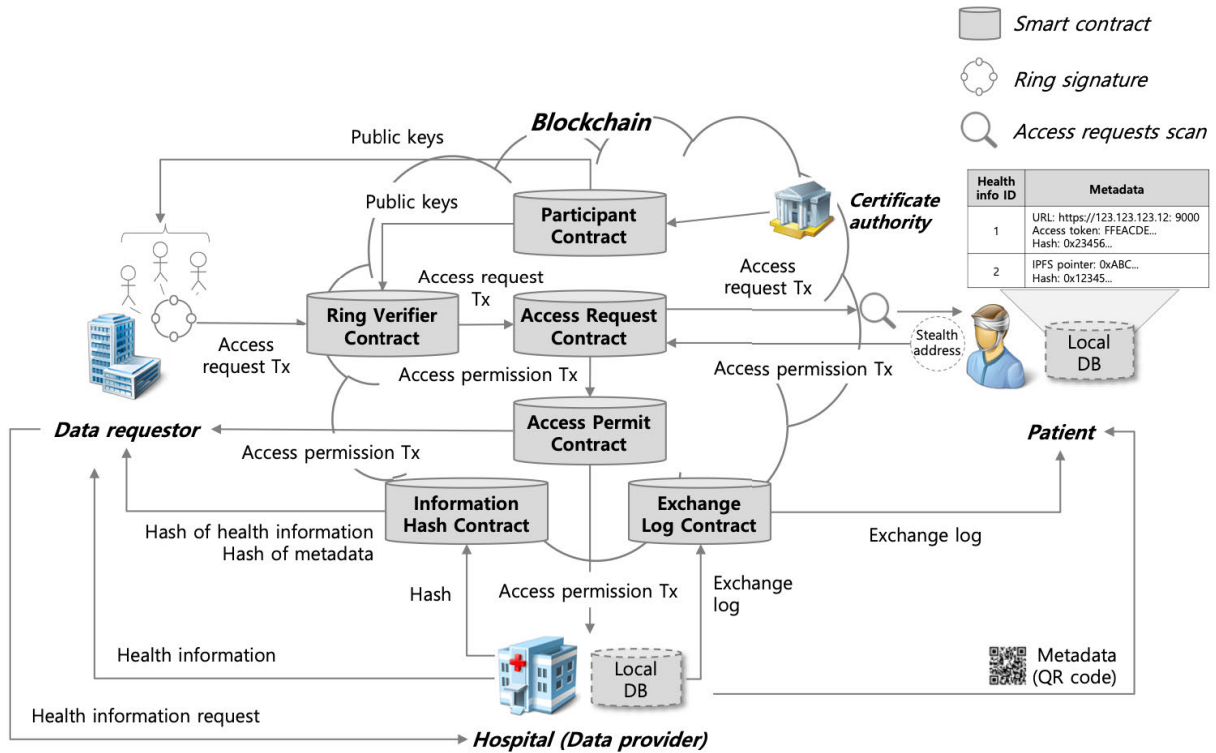 Smart contract
Ring signature
Access requests scan
Blockchain
Public keys
Public keys
Participant
Contract
Certificate
authority
Health
info ID
Metadata
1
URL: https://123.123.123.12: 9000
Access token: FFEACDE...
Hash: 0x23456...
2
IPFS pointer: 0xABC...
Hash: 0x12345...
Access request
Tx
Access
request Tx
Ring Verifier
Contract
Access Request
Contract
Access
request Tx
Stealth
address
Local
DB
Access permission Tx
Access permission Tx
Data requestor
Access Permit
Contract
Patient
Access permission Tx
Information
Hash Contract
Exchange
Log Contract
Hash of health information
Hash of metadata
Exchange log
Hash
Access permission Tx
Exchange
log
Health information
Local
DB
Metadata
(QR code)
Health information request
Hospital (Data provider)